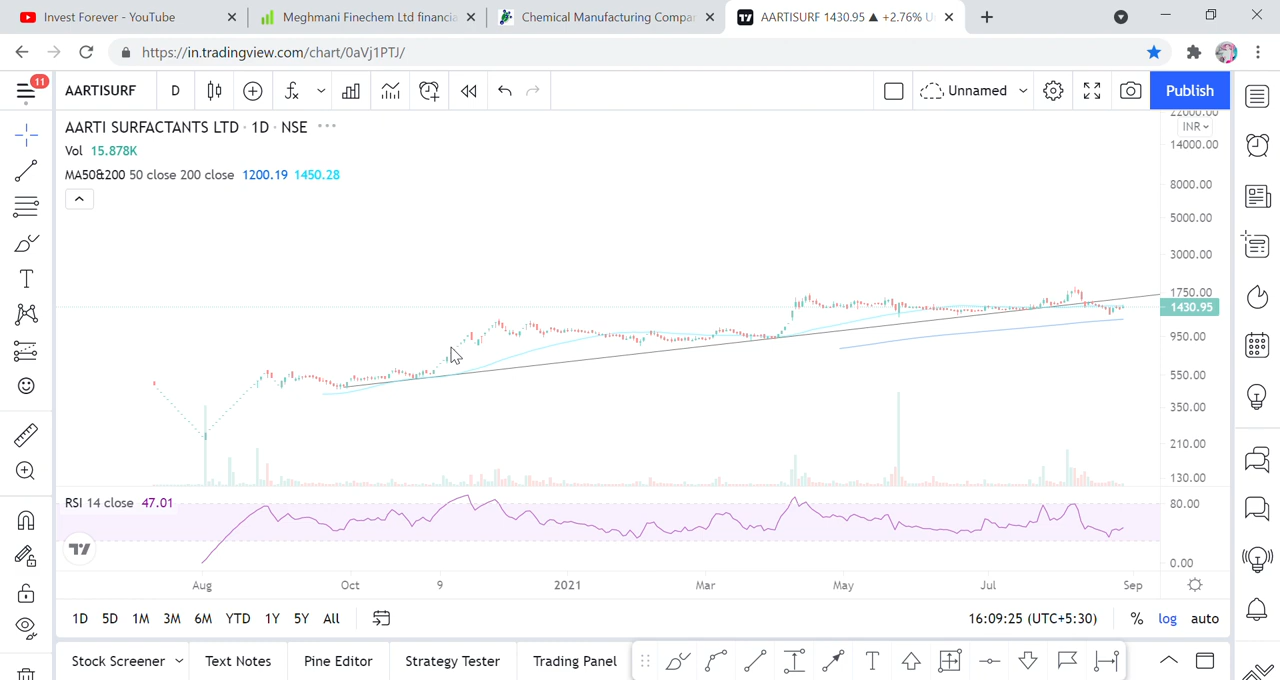 Invest Forever - YouTube
Meghmani Finechem Ltd financia
Chemical Manufacturing Compar
AARTISURF 1430.95 ▲ +2.76% U
https://in.tradingview.com/chart/0aVj1PTJ/
11
AARTISURF
D
Unnamed
Publish
AARTI SURFACTANTS LTD · 1D · NSE
Vol 15.878K
MA50&200 50 close 200 close 1200.19 1450.28
22000.00
INR
14000.00
8000.00
5000.00
3000.00
1750.00
1430.95
950.00
550.00
350.00
210.00
130.00
RSI 14 close 47.01
80.00
0.00
Aug Oct 9 2021 Mar May Jul Sep
1D 5D 1M 3M 6M YTD 1Y 5Y All
16:09:25 (UTC+5:30) % log auto
Stock Screener Text Notes Pine Editor Strategy Tester Trading Panel